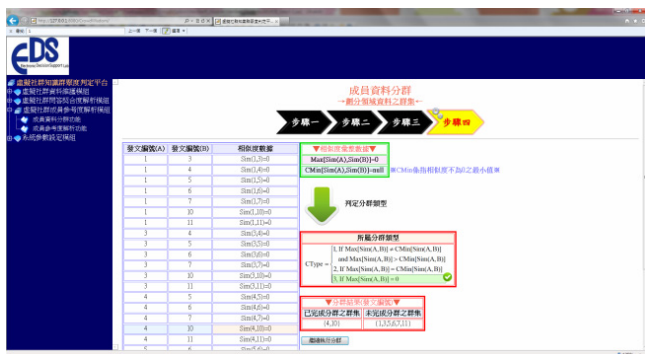 EDS
虛擬社群知識群聚度判定平台
虛擬社群資料維護模組
虛擬社群問答契合度解析模組
虛擬社群成員參考度解析模組
成員資料分群功能
成員參考度解析功能
系統參數設定模組
成員資料分群
→劃分領域資料之群集←
步驟一 步驟二 步驟三 步驟四
發文編號(A) 發文編號(B) 相似度數據
1 3 Sim(1,3)=0
1 4 Sim(1,4)=0
1 5 Sim(1,5)=0
1 6 Sim(1,6)=0
1 7 Sim(1,7)=0
1 10 Sim(1,10)=0
1 11 Sim(1,11)=0
3 4 Sim(3,4)=0
3 5 Sim(3,5)=0
3 6 Sim(3,6)=0
3 7 Sim(3,7)=0
3 10 Sim(3,10)=0
3 11 Sim(3,11)=0
4 5 Sim(4,5)=0
4 6 Sim(4,6)=0
4 7 Sim(4,7)=0
4 10 Sim(4,10)=0
4 11 Sim(4,11)=0
5 6 Sim(5,6)=0
▼相似度彙整數據▼
Max[Sim(A),Sim(B)]=0
CMin[Sim(A),Sim(B)]=null
※CMin係指相似度不為0之最小值※
判定分群類型
所屬分群類型
CType =
1, If Max[Sim(A,B)] ≠ CMin[Sim(A,B)]
and Max[Sim(A,B)] > CMin[Sim(A,B)]
2, If Max[Sim(A,B)] = CMin[Sim(A,B)]
3, If Max[Sim(A,B)] = 0
▼分群結果(發文編號)▼
已完成分群之群集 未完成分群之群集
{4,10} {1,3,5,6,7,11}
繼續執行分群